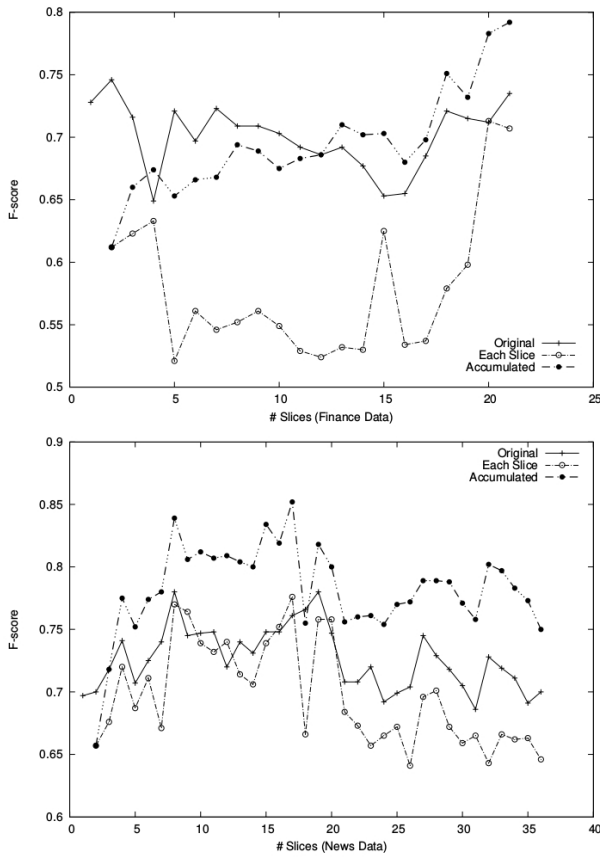 0.8
0.75
0.7
0.65
0.6
0.55
0.5
F-score
0 5 10 15 20 25
# Slices (Finance Data)
Original
Each Slice
Accumulated
0.9
0.85
0.8
0.75
0.7
0.65
0.6
F-score
0 5 10 15 20 25 30 35 40
# Slices (News Data)
Original
Each Slice
Accumulated